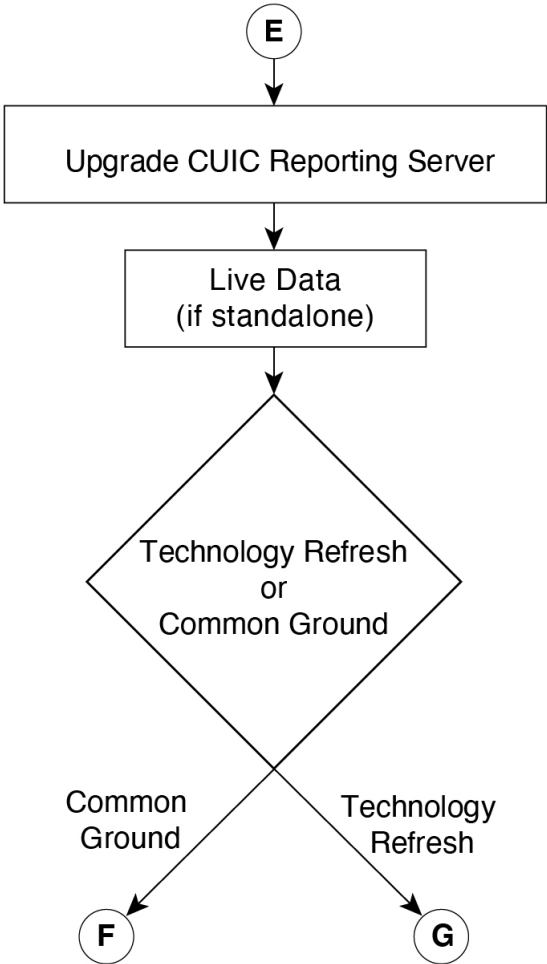 E
Upgrade CUIC Reporting Server
Live Data
(if standalone)
Technology Refresh
or
Common Ground
Common
Ground
Technology
Refresh
F
G